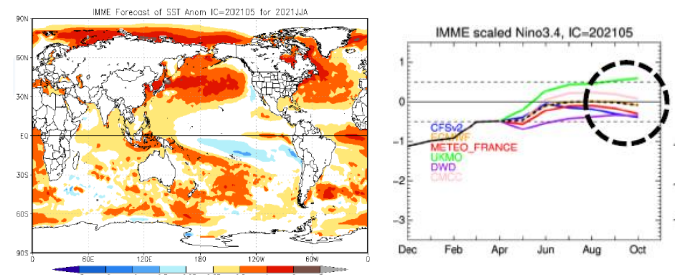 IMME Forecast of SST Anom IC=202105 for 2021JJA
90N
60N
30N
EQ
30S
60S
90S
0
60E
120E
180
120W
60W
0
IMME scaled Nino3.4, IC=202105
1
0
−1
−2
−3
CFSv2
METEO_FRANCE
UKMO
DWD
CMCC
Dec
Feb
Apr
Jun
Aug
Oct